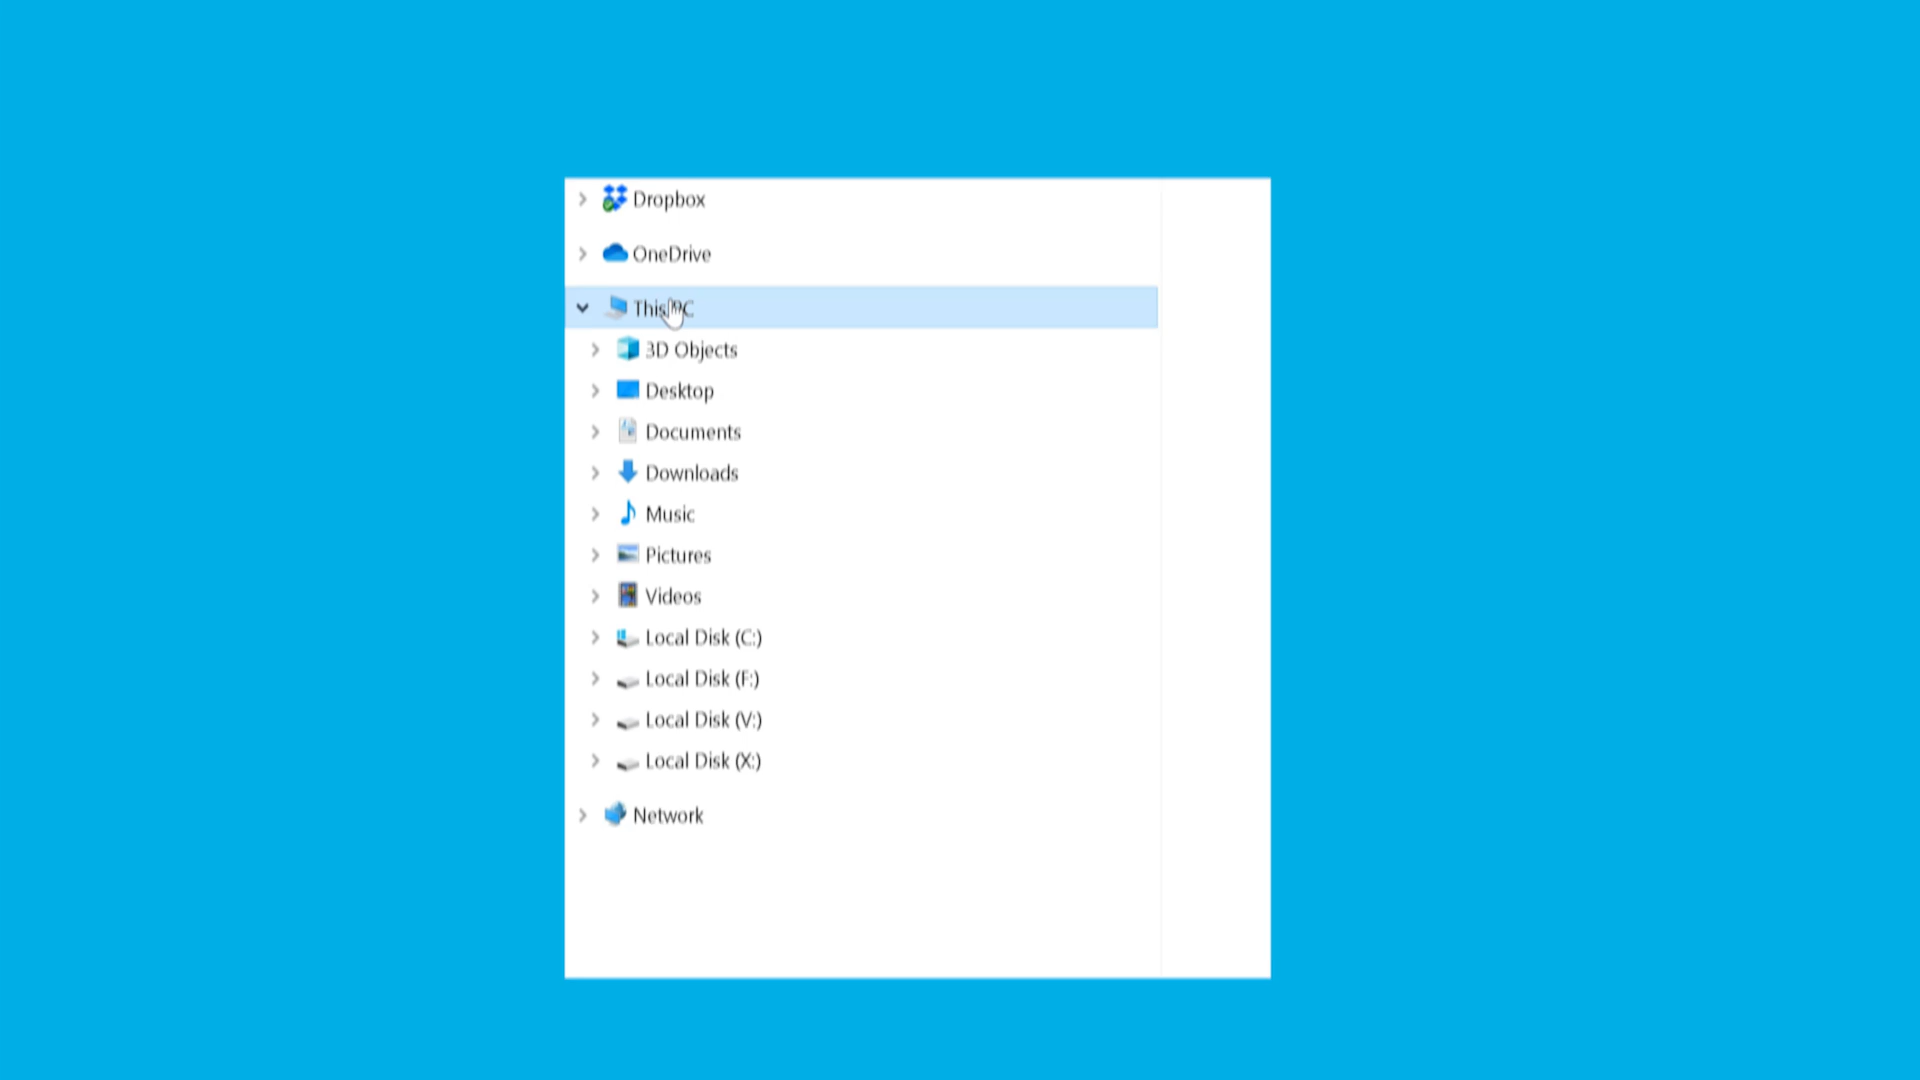 Dropbox
OneDrive
This PC
3D Objects
Desktop
Documents
Downloads
Music
Pictures
Videos
Local Disk (C:)
Local Disk (F:)
Local Disk (V:)
Local Disk (X:)
Network